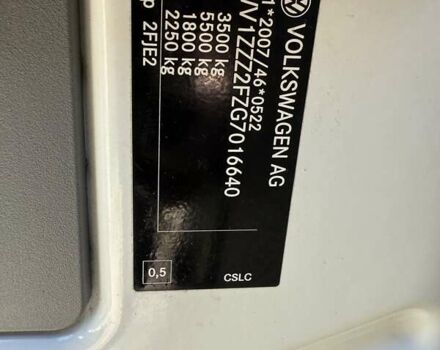 VOLKSWAGEN AG
1*2007/46*0522
V1ZZZ2FZG7016640
3500 kg
5500 kg
1800 kg
2250 kg
p 2FJE2
0,5
CSLC